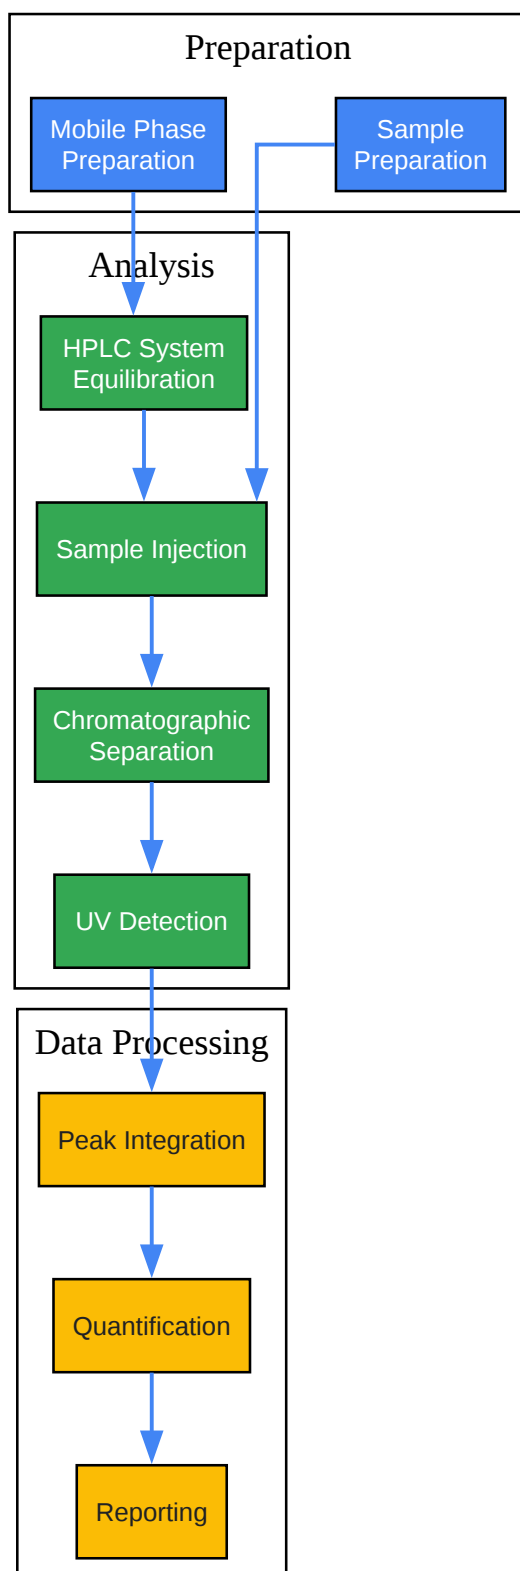 Preparation
Mobile Phase
Preparation
Sample
Preparation
Analysis
HPLC System
Equilibration
Sample Injection
Chromatographic
Separation
UV Detection
Data Processing
Peak Integration
Quantification
Reporting